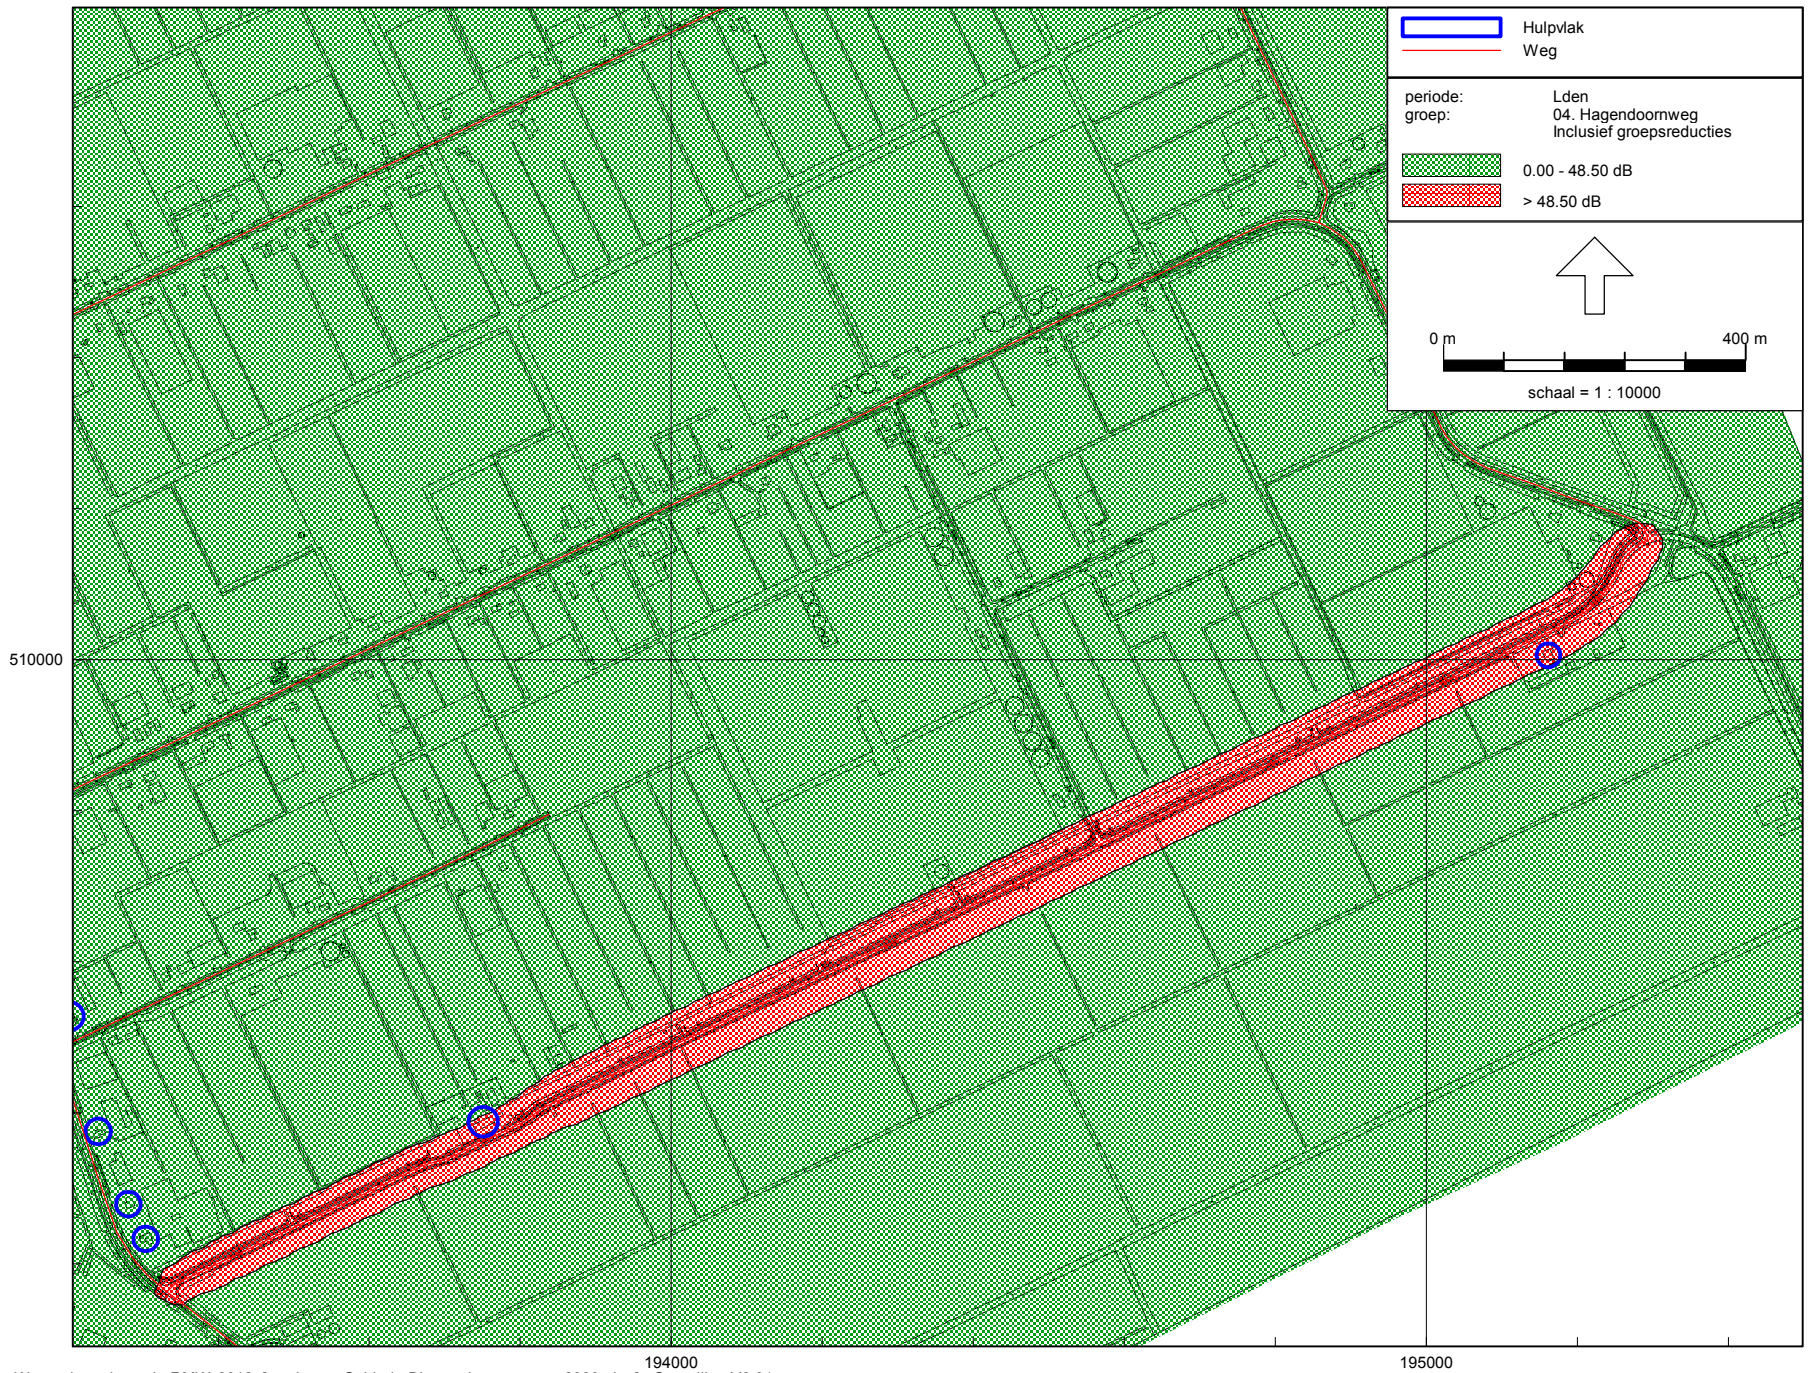 Hulpvlak
Weg
periode: Lden
groep: 04. Hagendoornweg
Inclusief groepsreducties
0.00 - 48.50 dB
> 48.50 dB
0 m 400 m
schaal = 1 : 10000
510000
194000 195000